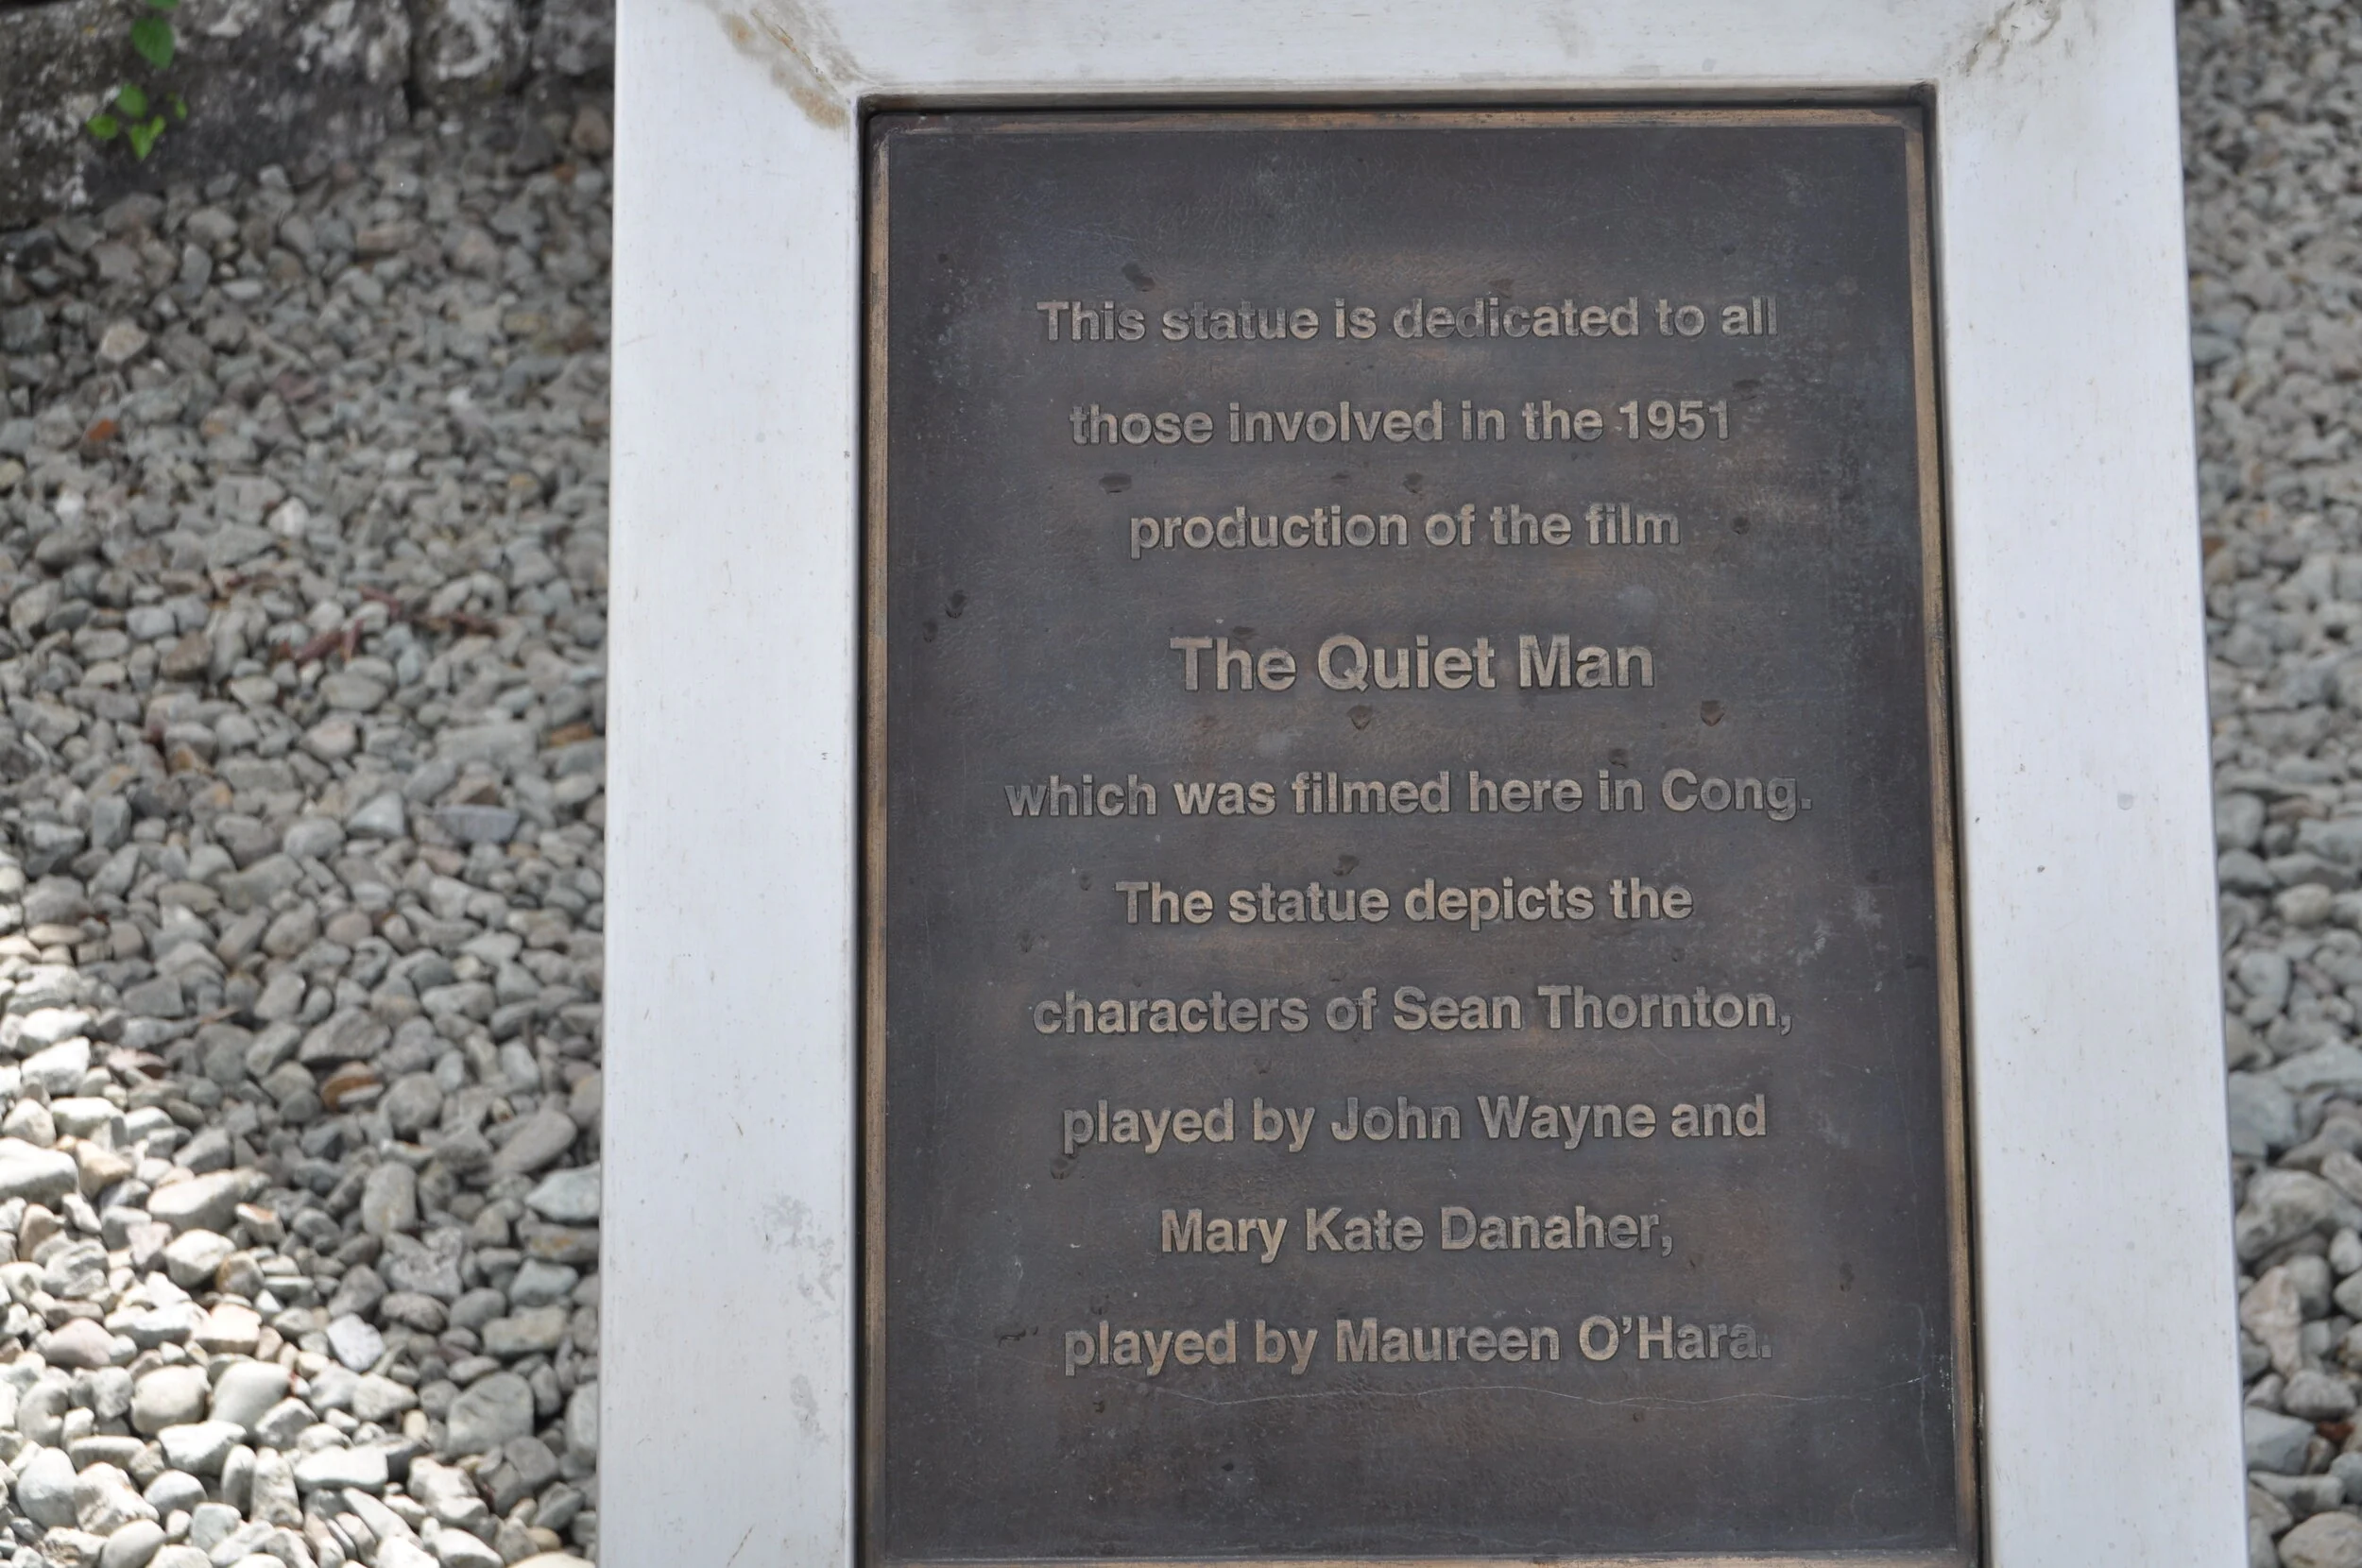 This statue is dedicated to all
those involved in the 1951
production of the film
The Quiet Man
which was filmed here in Cong.
The statue depicts the
characters of Sean Thornton,
played by John Wayne and
Mary Kate Danaher,
played by Maureen O'Hara.